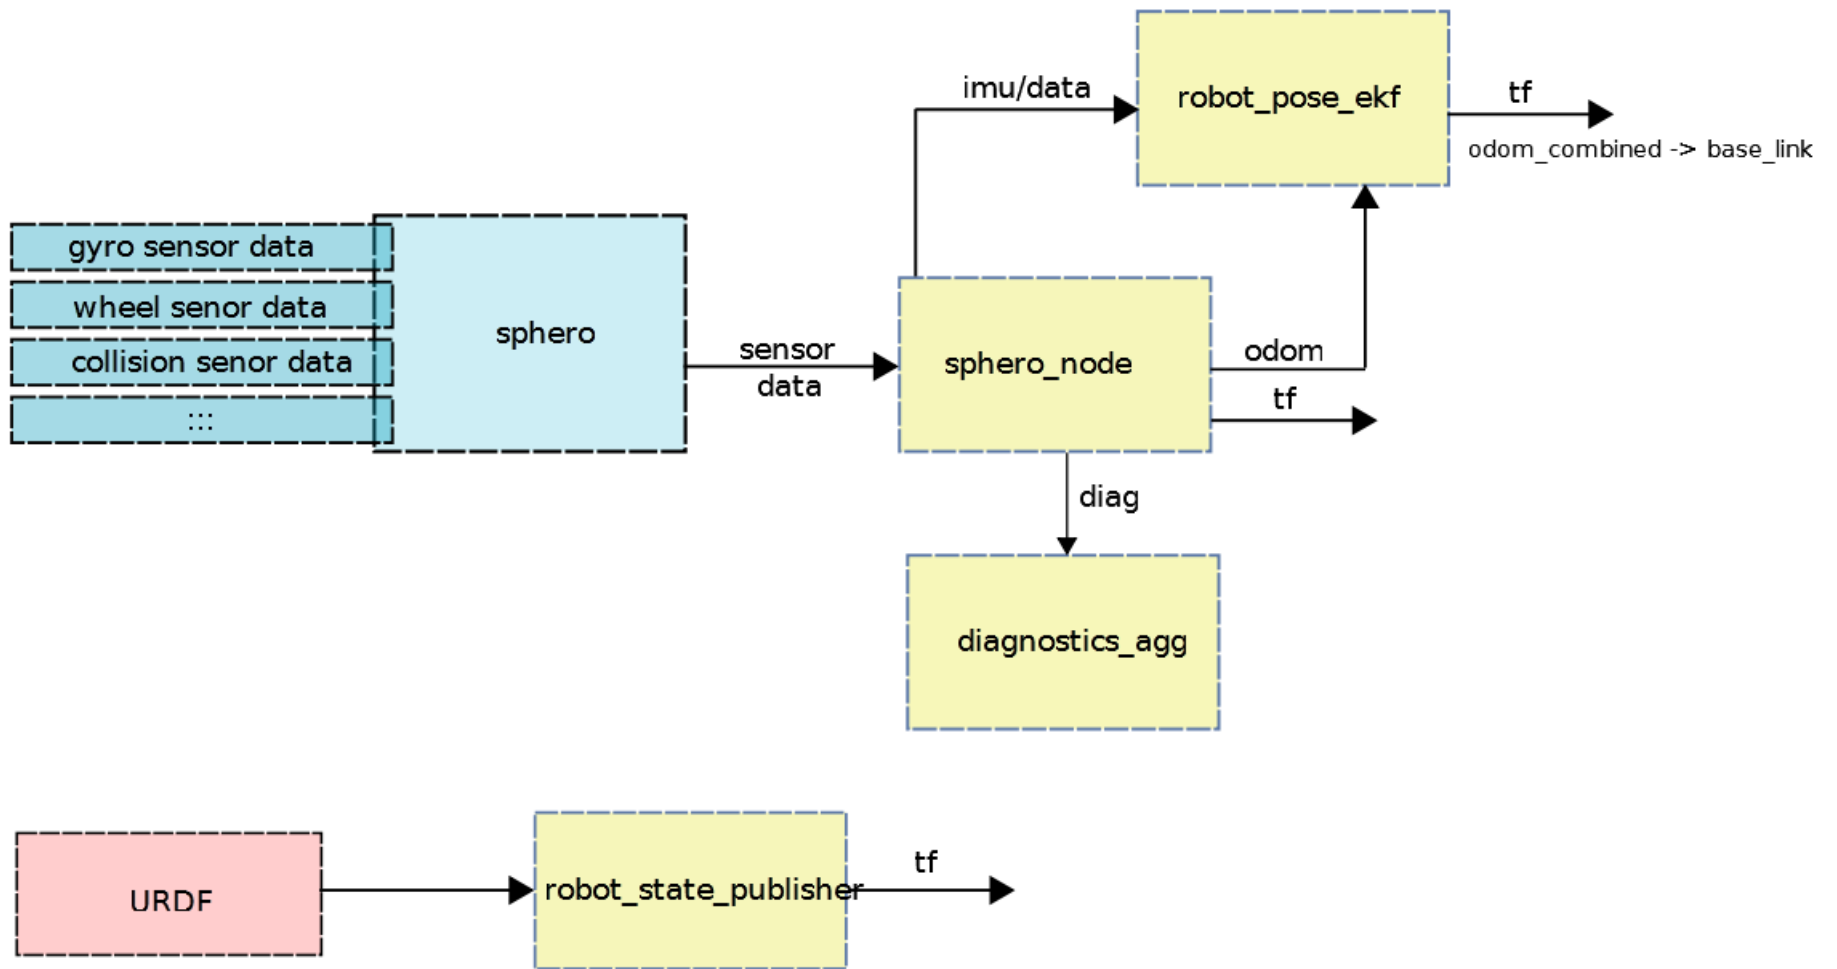 imu/data
robot_pose_ekf
tf
odom_combined -> base_link
gyro sensor data
wheel senor data
collision senor data
:::
sphero
sensor
data
sphero_node
odom
tf
diag
diagnostics_agg
URDF
robot_state_publisher
tf